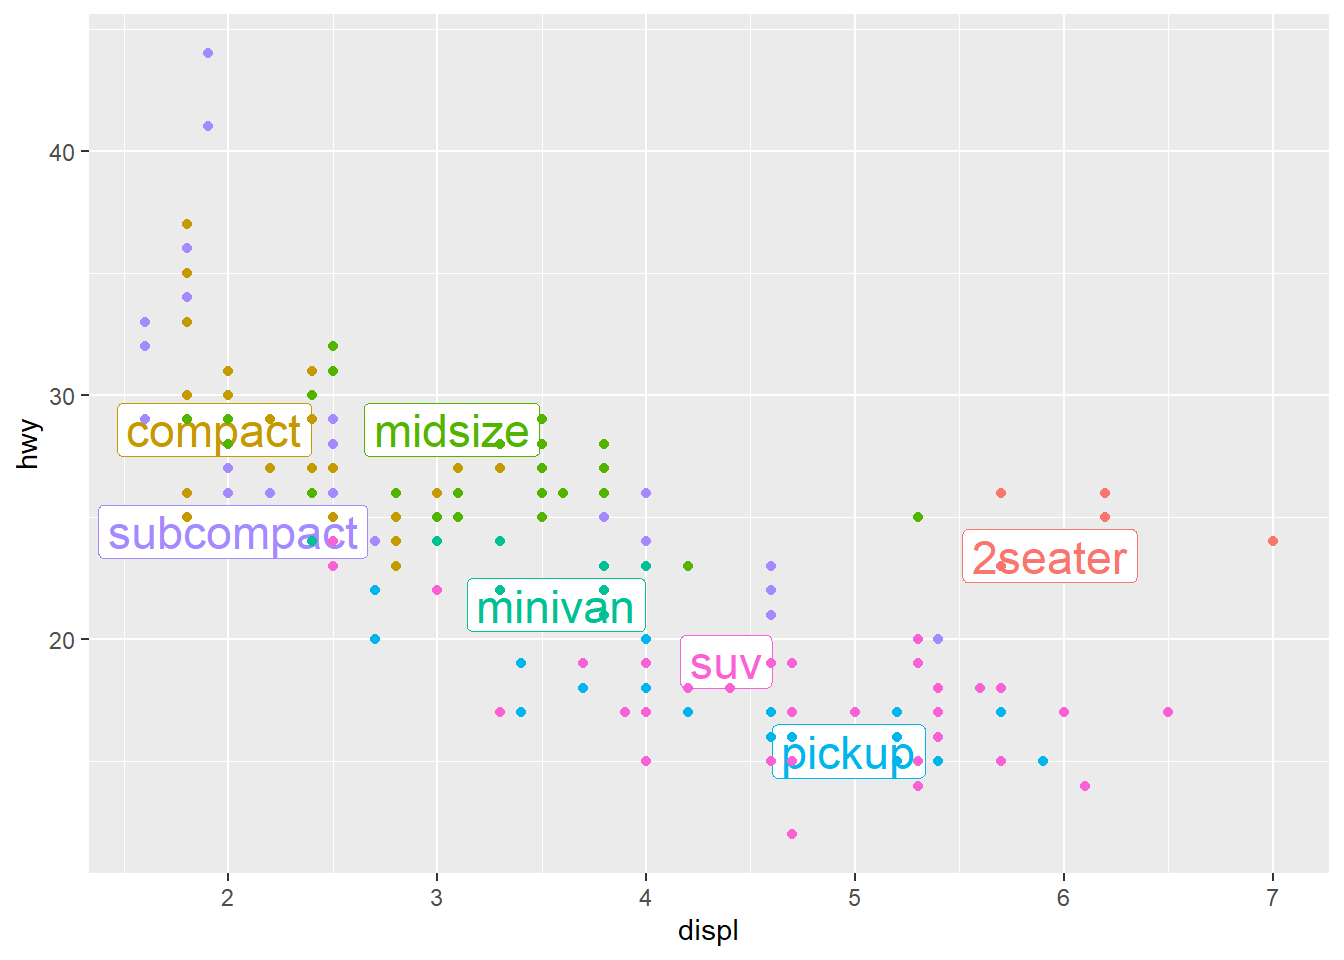 40
30
20
hwy
compact
midsize
subcompact
2seater
minivan
suv
pickup
2 3 4 5 6 7
displ